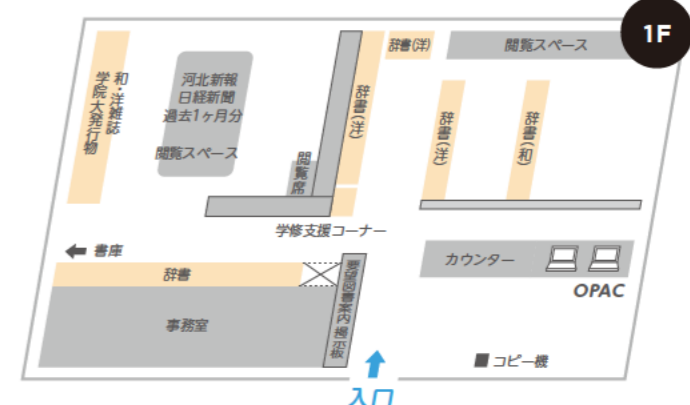 1F
辞書(洋)
閲覧スペース
和・洋雑誌
学院大発行物
河北新報
日経新聞
過去1ヶ月分
閲覧スペース
辞書(洋)
辞書(洋)
辞書(和)
閲覧席
学修支援コーナー
書庫
カウンター
OPAC
辞書
要望図書案内掲示板
事務室
コピー機
入口